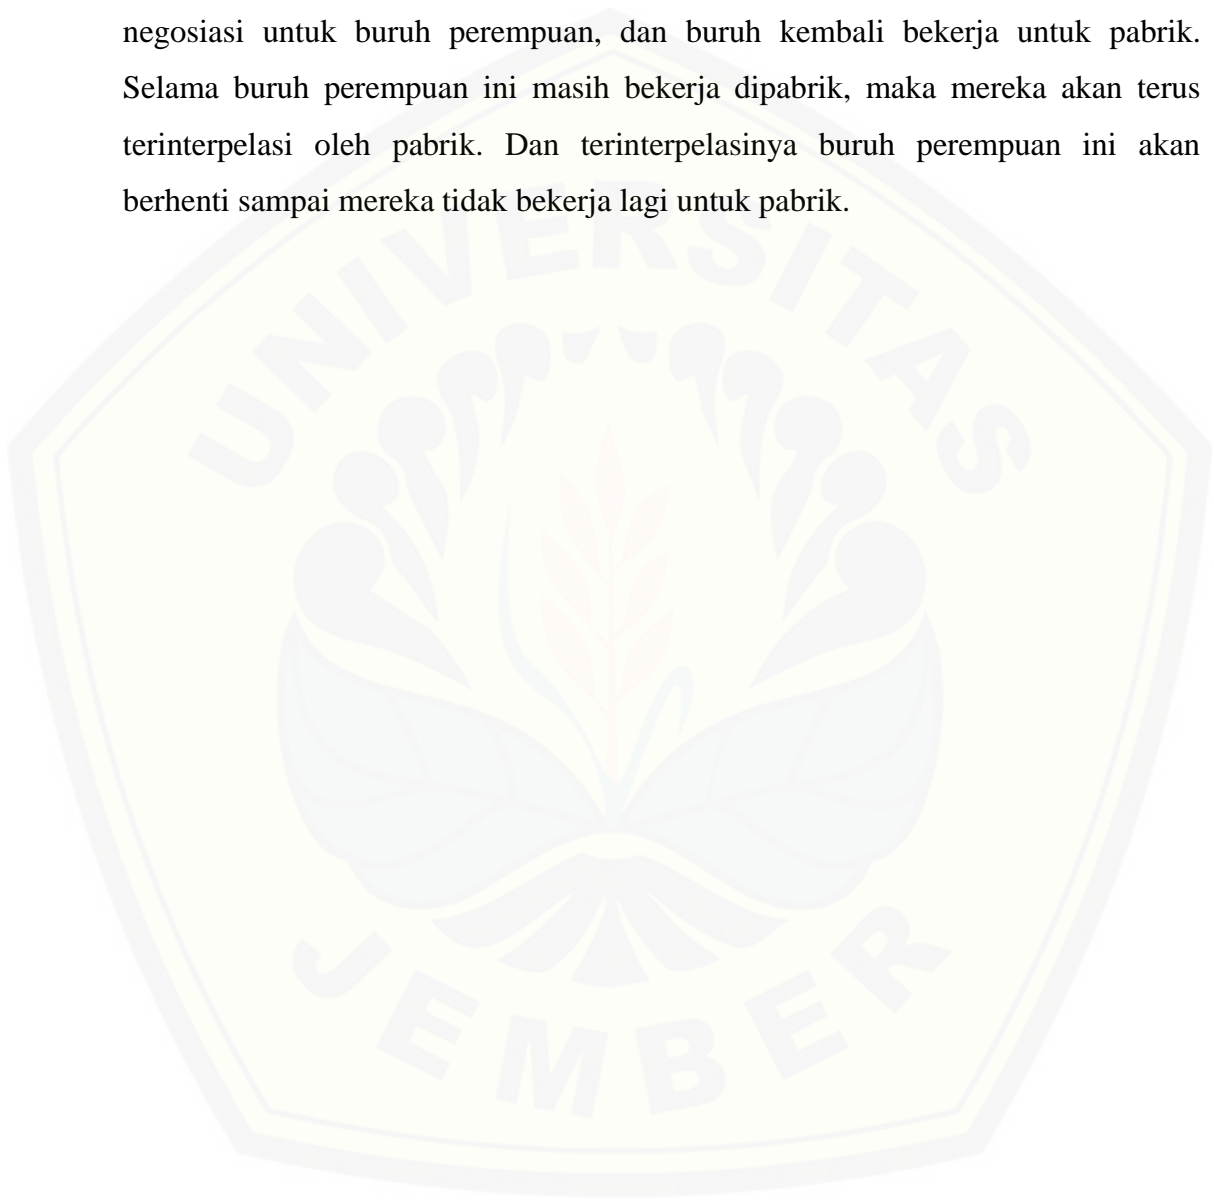 negosiasi untuk buruh perempuan, dan buruh kembali bekerja untuk pabrik.
Selama buruh perempuan ini masih bekerja dipabrik, maka mereka akan terus
terinterpelasi oleh pabrik. Dan terinterpelasinya buruh perempuan ini akan
berhenti sampai mereka tidak bekerja lagi untuk pabrik.
UNIVERSITAS
JEMBER